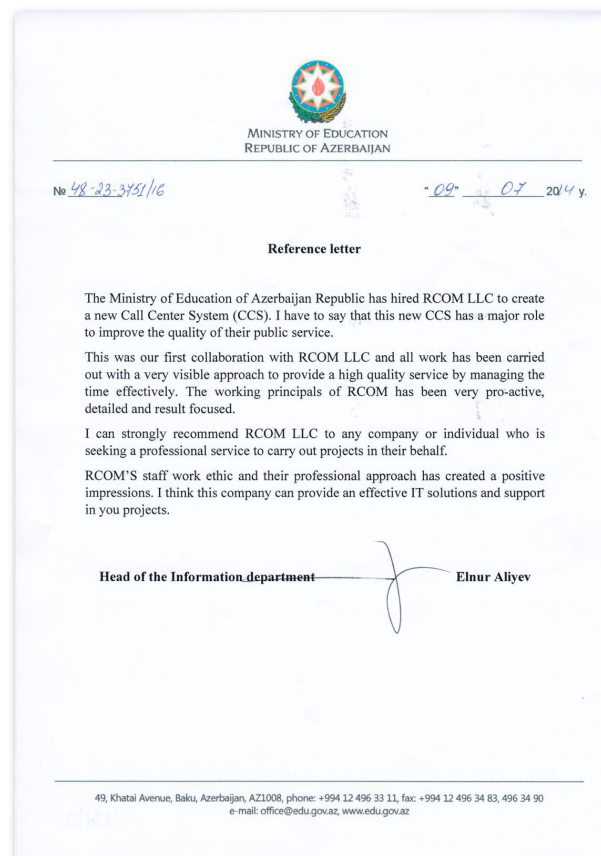 MINISTRY OF EDUCATION
REPUBLIC OF AZERBAIJAN
№ 48-23-3751/16
"09" 07 2014 y.
Reference letter
The Ministry of Education of Azerbaijan Republic has hired RCOM LLC to create
a new Call Center System (CCS). I have to say that this new CCS has a major role
to improve the quality of their public service.
This was our first collaboration with RCOM LLC and all work has been carried
out with a very visible approach to provide a high quality service by managing the
time effectively. The working principals of RCOM has been very pro-active,
detailed and result focused.
I can strongly recommend RCOM LLC to any company or individual who is
seeking a professional service to carry out projects in their behalf.
RCOM'S staff work ethic and their professional approach has created a positive
impressions. I think this company can provide an effective IT solutions and support
in you projects.
Head of the Information department Elnur Aliyev
49, Khatai Avenue, Baku, Azerbaijan, AZ1008, phone: +994 12 496 33 11, fax: +994 12 496 34 83, 496 34 90
e-mail: office@edu.gov.az, www.edu.gov.az